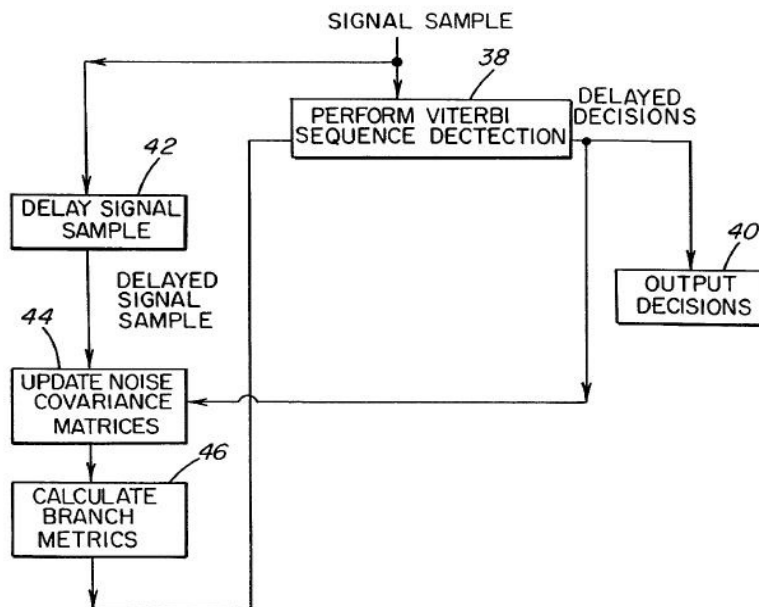 SIGNAL SAMPLE
38
PERFORM VITERBI
SEQUENCE DECTECTION
DELAYED
DECISIONS
42
DELAY SIGNAL
SAMPLE
40
OUTPUT
DECISIONS
DELAYED
SIGNAL
SAMPLE
44
UPDATE NOISE
COVARIANCE
MATRICES
46
CALCULATE
BRANCH
METRICS